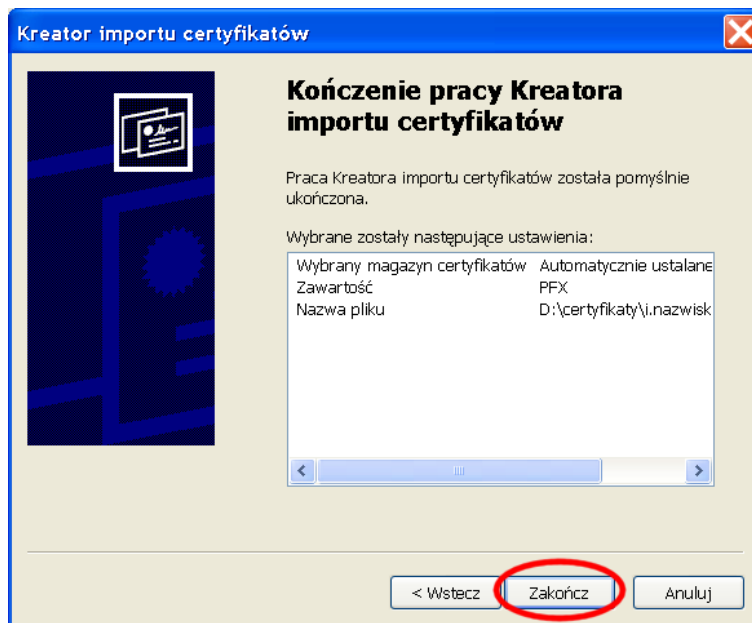 Kreator importu certyfikatów
Kończenie pracy Kreatora
importu certyfikatów
Praca Kreatora importu certyfikatów została pomyślnie
ukończona.
Wybrane zostały następujące ustawienia:
Wybrany magazyn certyfikatów Automatycznie ustalane
Zawartość PFX
Nazwa pliku D:\certyfikaty\i.nazwisk
< Wstecz Zakończ Anuluj